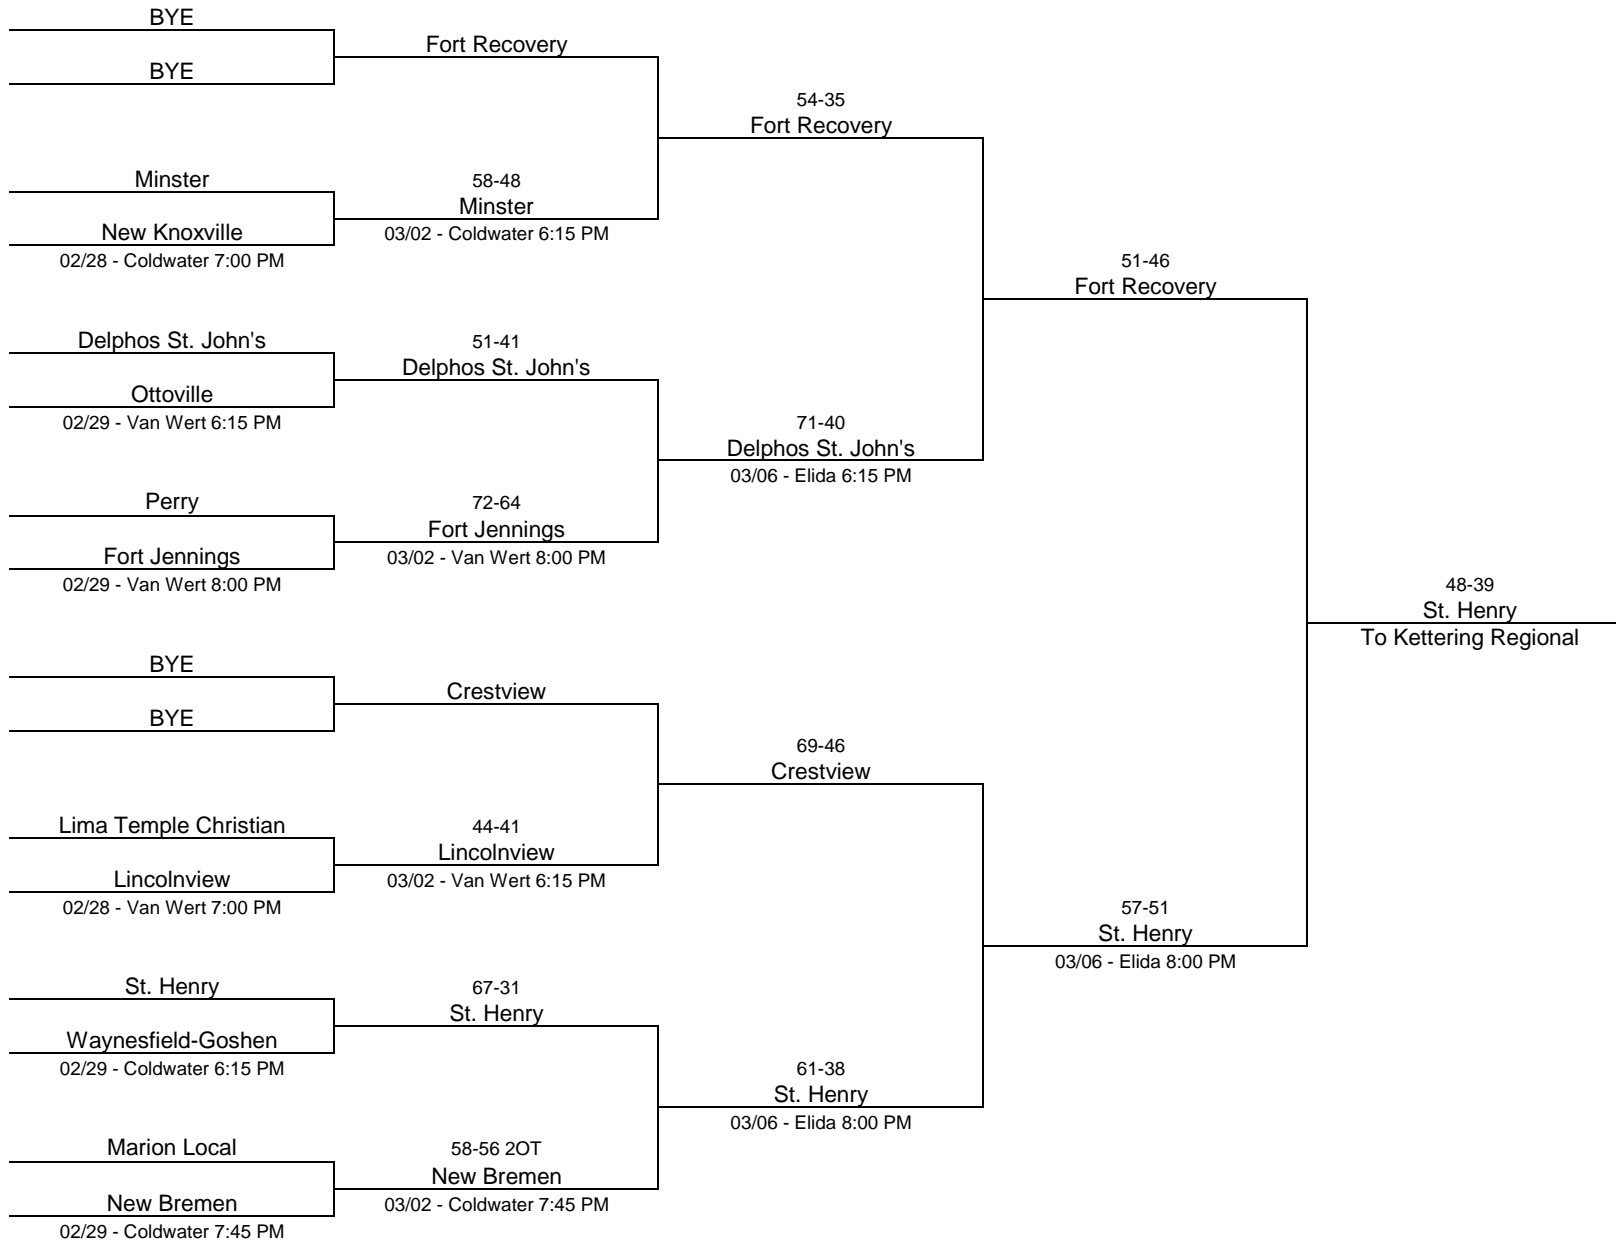 BYE
BYE
Minster
New Knoxville
02/28 - Coldwater 7:00 PM
Delphos St. John's
Ottoville
02/29 - Van Wert 6:15 PM
Perry
Fort Jennings
02/29 - Van Wert 8:00 PM
BYE
BYE
Lima Temple Christian
Lincolnview
02/28 - Van Wert 7:00 PM
St. Henry
Waynesfield-Goshen
02/29 - Coldwater 6:15 PM
Marion Local
New Bremen
02/29 - Coldwater 7:45 PM
Fort Recovery
58-48
Minster
03/02 - Coldwater 6:15 PM
51-41
Delphos St. John's
72-64
Fort Jennings
03/02 - Van Wert 8:00 PM
Crestview
44-41
Lincolnview
03/02 - Van Wert 6:15 PM
67-31
St. Henry
58-56 2OT
New Bremen
03/02 - Coldwater 7:45 PM
54-35
Fort Recovery
71-40
Delphos St. John's
03/06 - Elida 6:15 PM
69-46
Crestview
61-38
St. Henry
03/06 - Elida 8:00 PM
51-46
Fort Recovery
57-51
St. Henry
03/06 - Elida 8:00 PM
48-39
St. Henry
To Kettering Regional